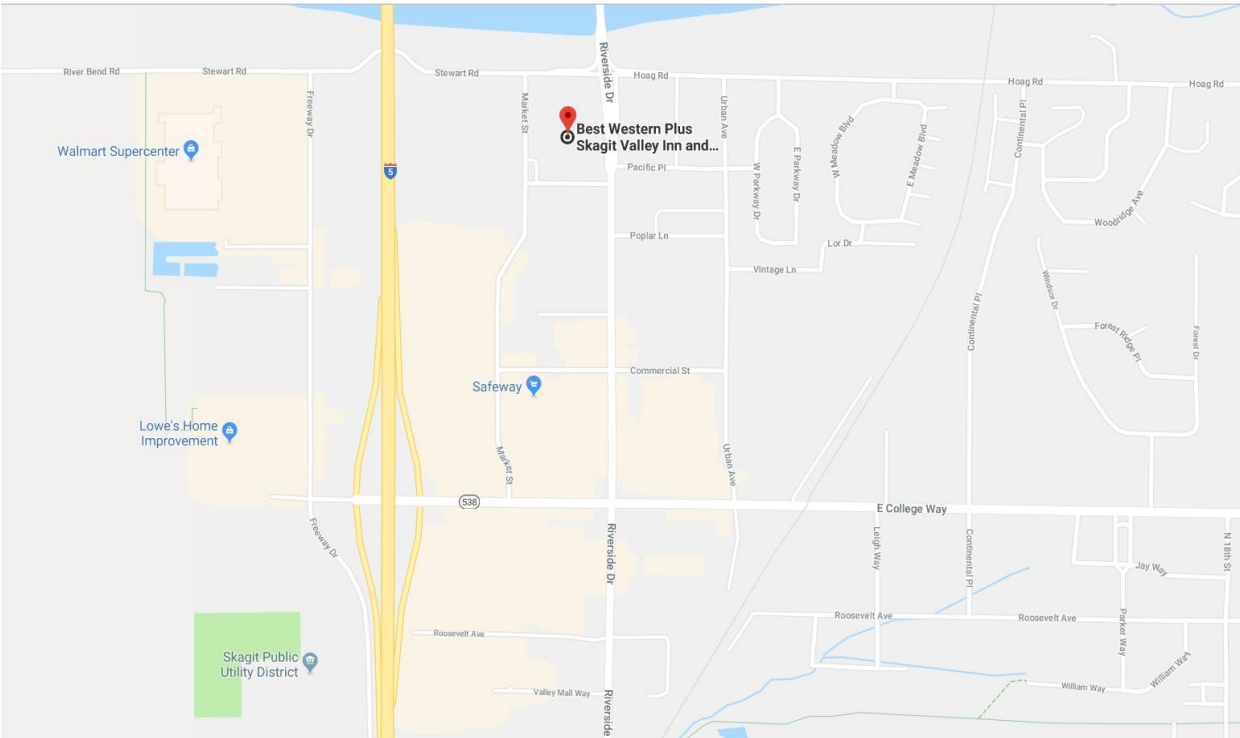 River Bend Rd
Stewart Rd
Stewart Rd
Riverside Dr
Hoag Rd
Hoag Rd
Hoag Rd
Freeway Dr
Market St
Urban Ave
Continental Pl
Best Western Plus
Skagit Valley Inn and...
W Meadow Blvd
E Meadow Blvd
Walmart Supercenter
5
Pacific Pl
W Parkway Dr
E Parkway Dr
Woodridge Ave
Poplar Ln
Lor Dr
Vintage Ln
Windsor Dr
Continental Pl
Forest Ridge Pl
Forest Dr
Commercial St
Safeway
Lowe's Home
Improvement
Market St
Urban Ave
538
E College Way
Freeway Dr
Riverside Dr
Leigh Way
Continental Pl
N 18th St
Jay Way
Roosevelt Ave
Roosevelt Ave
Roosevelt Ave
Parker Way
Skagit Public
Utility District
William Way
William Way
Valley Mall Way
Riverside